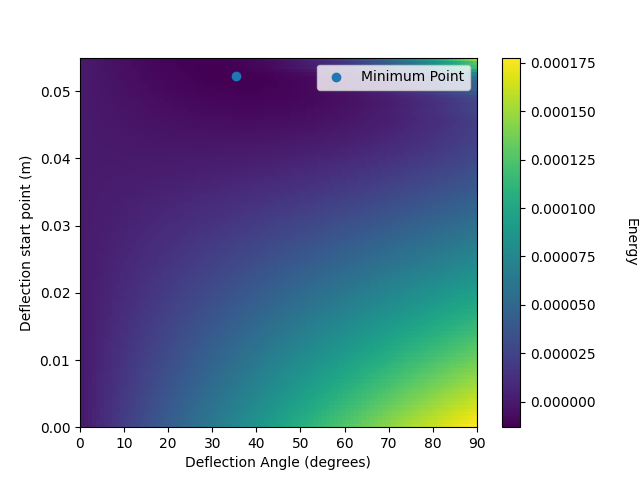 Minimum Point
Deflection start point (m)
0.05
0.04
0.03
0.02
0.01
0.00
0 10 20 30 40 50 60 70 80 90
Deflection Angle (degrees)
0.000175
0.000150
0.000125
0.000100
0.000075
0.000050
0.000025
0.000000
Energy